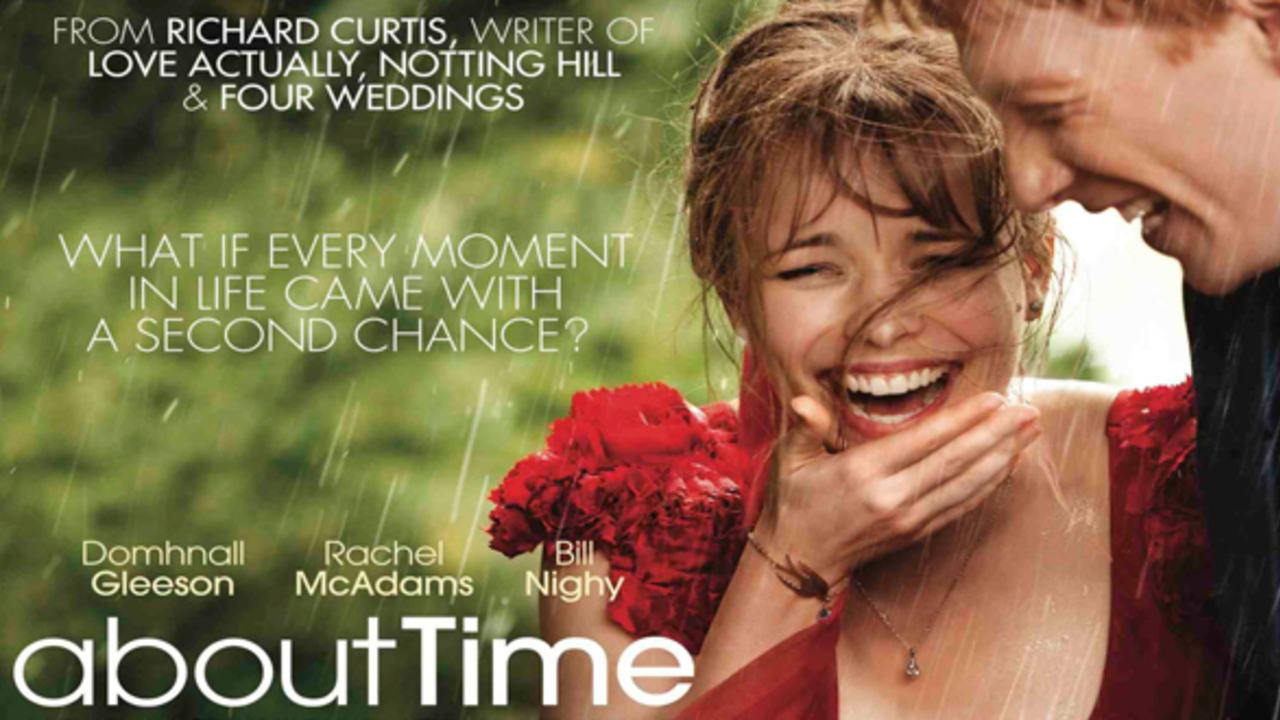 FROM RICHARD CURTIS, WRITER OF
LOVE ACTUALLY, NOTTING HILL
& FOUR WEDDINGS
WHAT IF EVERY MOMENT
IN LIFE CAME WITH
A SECOND CHANCE?
Domhnall Rachel Bill
Gleeson McAdams Nighy
aboutTime